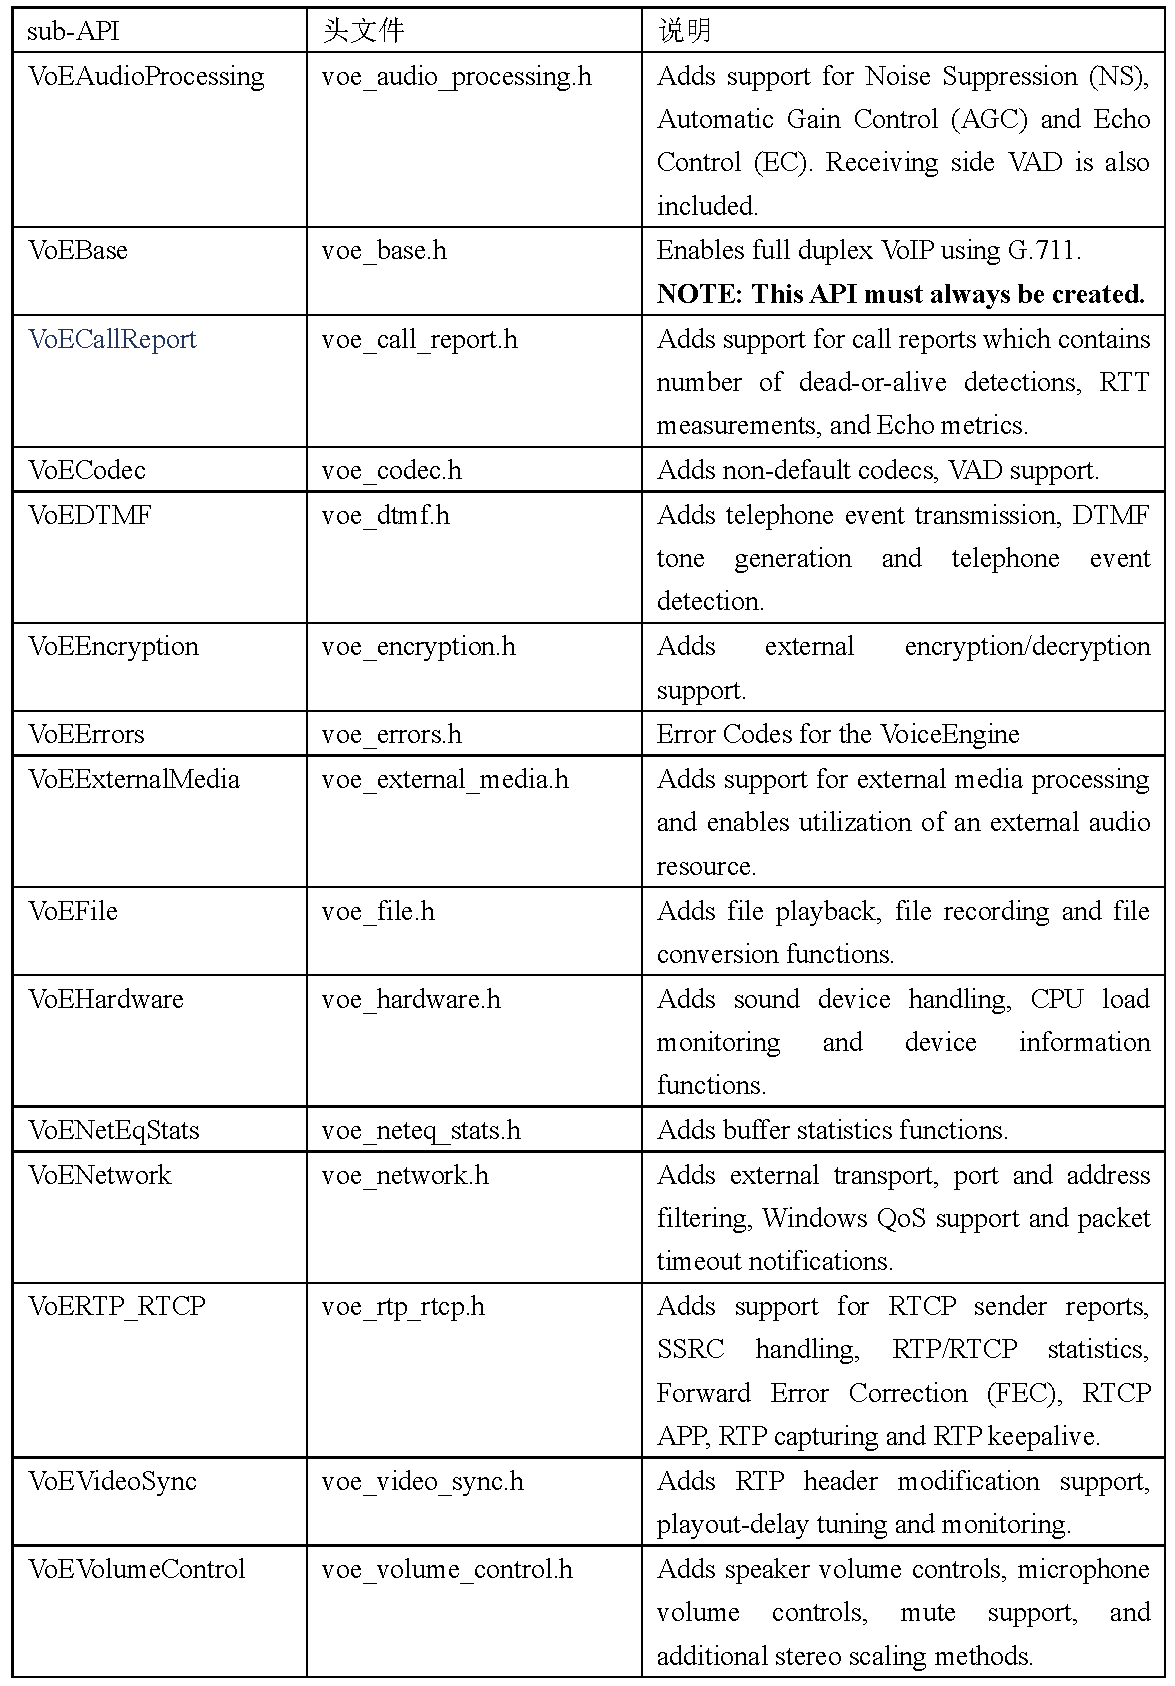 sub-API 头文件 说明
VoEAudioProcessing voe_audio_processing.h Adds support for Noise Suppression (NS),
Automatic Gain Control (AGC) and Echo
Control (EC). Receiving side VAD is also
included.
VoEBase voe_base.h Enables full duplex VoIP using G.711.
NOTE: This API must always be created.
VoECallReport voe_call_report.h Adds support for call reports which contains
number of dead-or-alive detections, RTT
measurements, and Echo metrics.
VoECodec voe_codec.h Adds non-default codecs, VAD support.
VoEDTMF voe_dtmf.h Adds telephone event transmission, DTMF
tone generation and telephone event
detection.
VoEEncryption voe_encryption.h Adds external encryption/decryption
support.
VoEErrors voe_errors.h Error Codes for the VoiceEngine
VoEExternalMedia voe_external_media.h Adds support for external media processing
and enables utilization of an external audio
resource.
VoEFile voe_file.h Adds file playback, file recording and file
conversion functions.
VoEHardware voe_hardware.h Adds sound device handling, CPU load
monitoring and device information
functions.
VoENetEqStats voe_neteq_stats.h Adds buffer statistics functions.
VoENetwork voe_network.h Adds external transport, port and address
filtering, Windows QoS support and packet
timeout notifications.
VoERTP_RTCP voe_rtp_rtcp.h Adds support for RTCP sender reports,
SSRC handling, RTP/RTCP statistics,
Forward Error Correction (FEC), RTCP
APP, RTP capturing and RTP keepalive.
VoEVideoSync voe_video_sync.h Adds RTP header modification support,
playout-delay tuning and monitoring.
VoEVolumeControl voe_volume_control.h Adds speaker volume controls, microphone
volume controls, mute support, and
additional stereo scaling methods.